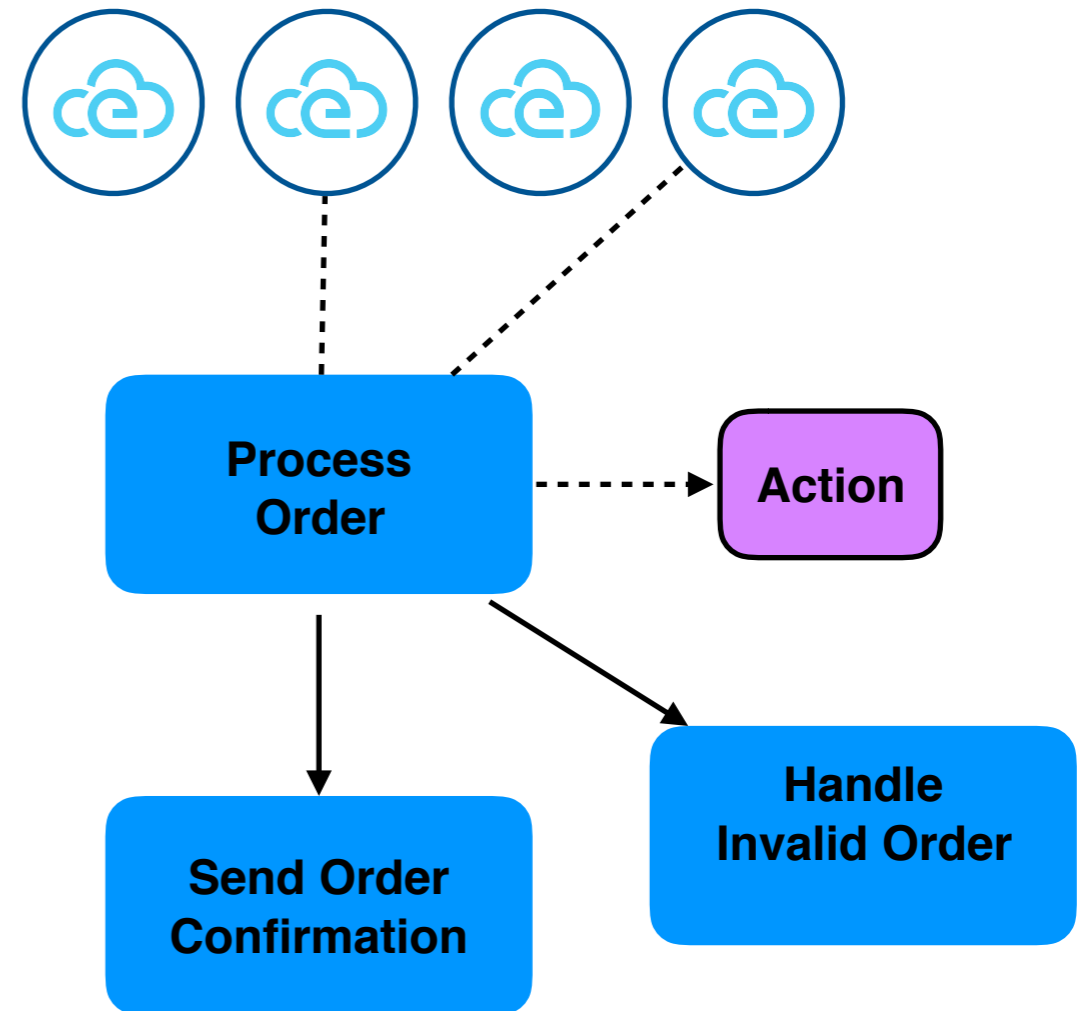 Process
Order
Action
Handle
Invalid Order
Send Order
Confirmation